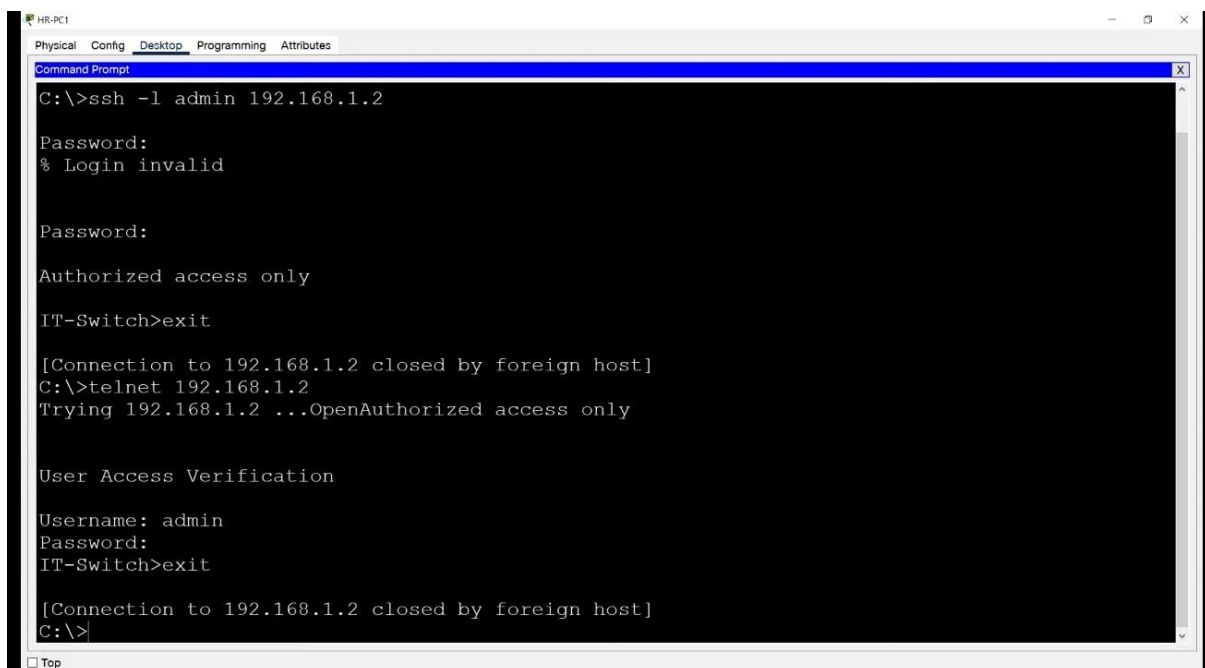 HR-PC1
Physical Config Desktop Programming Attributes
Command Prompt X
C:\>ssh -l admin 192.168.1.2
Password:
% Login invalid
Password:
Authorized access only
IT-Switch>exit
[Connection to 192.168.1.2 closed by foreign host]
C:\>telnet 192.168.1.2
Trying 192.168.1.2 ...OpenAuthorized access only
User Access Verification
Username: admin
Password:
IT-Switch>exit
[Connection to 192.168.1.2 closed by foreign host]
C:\>
Top